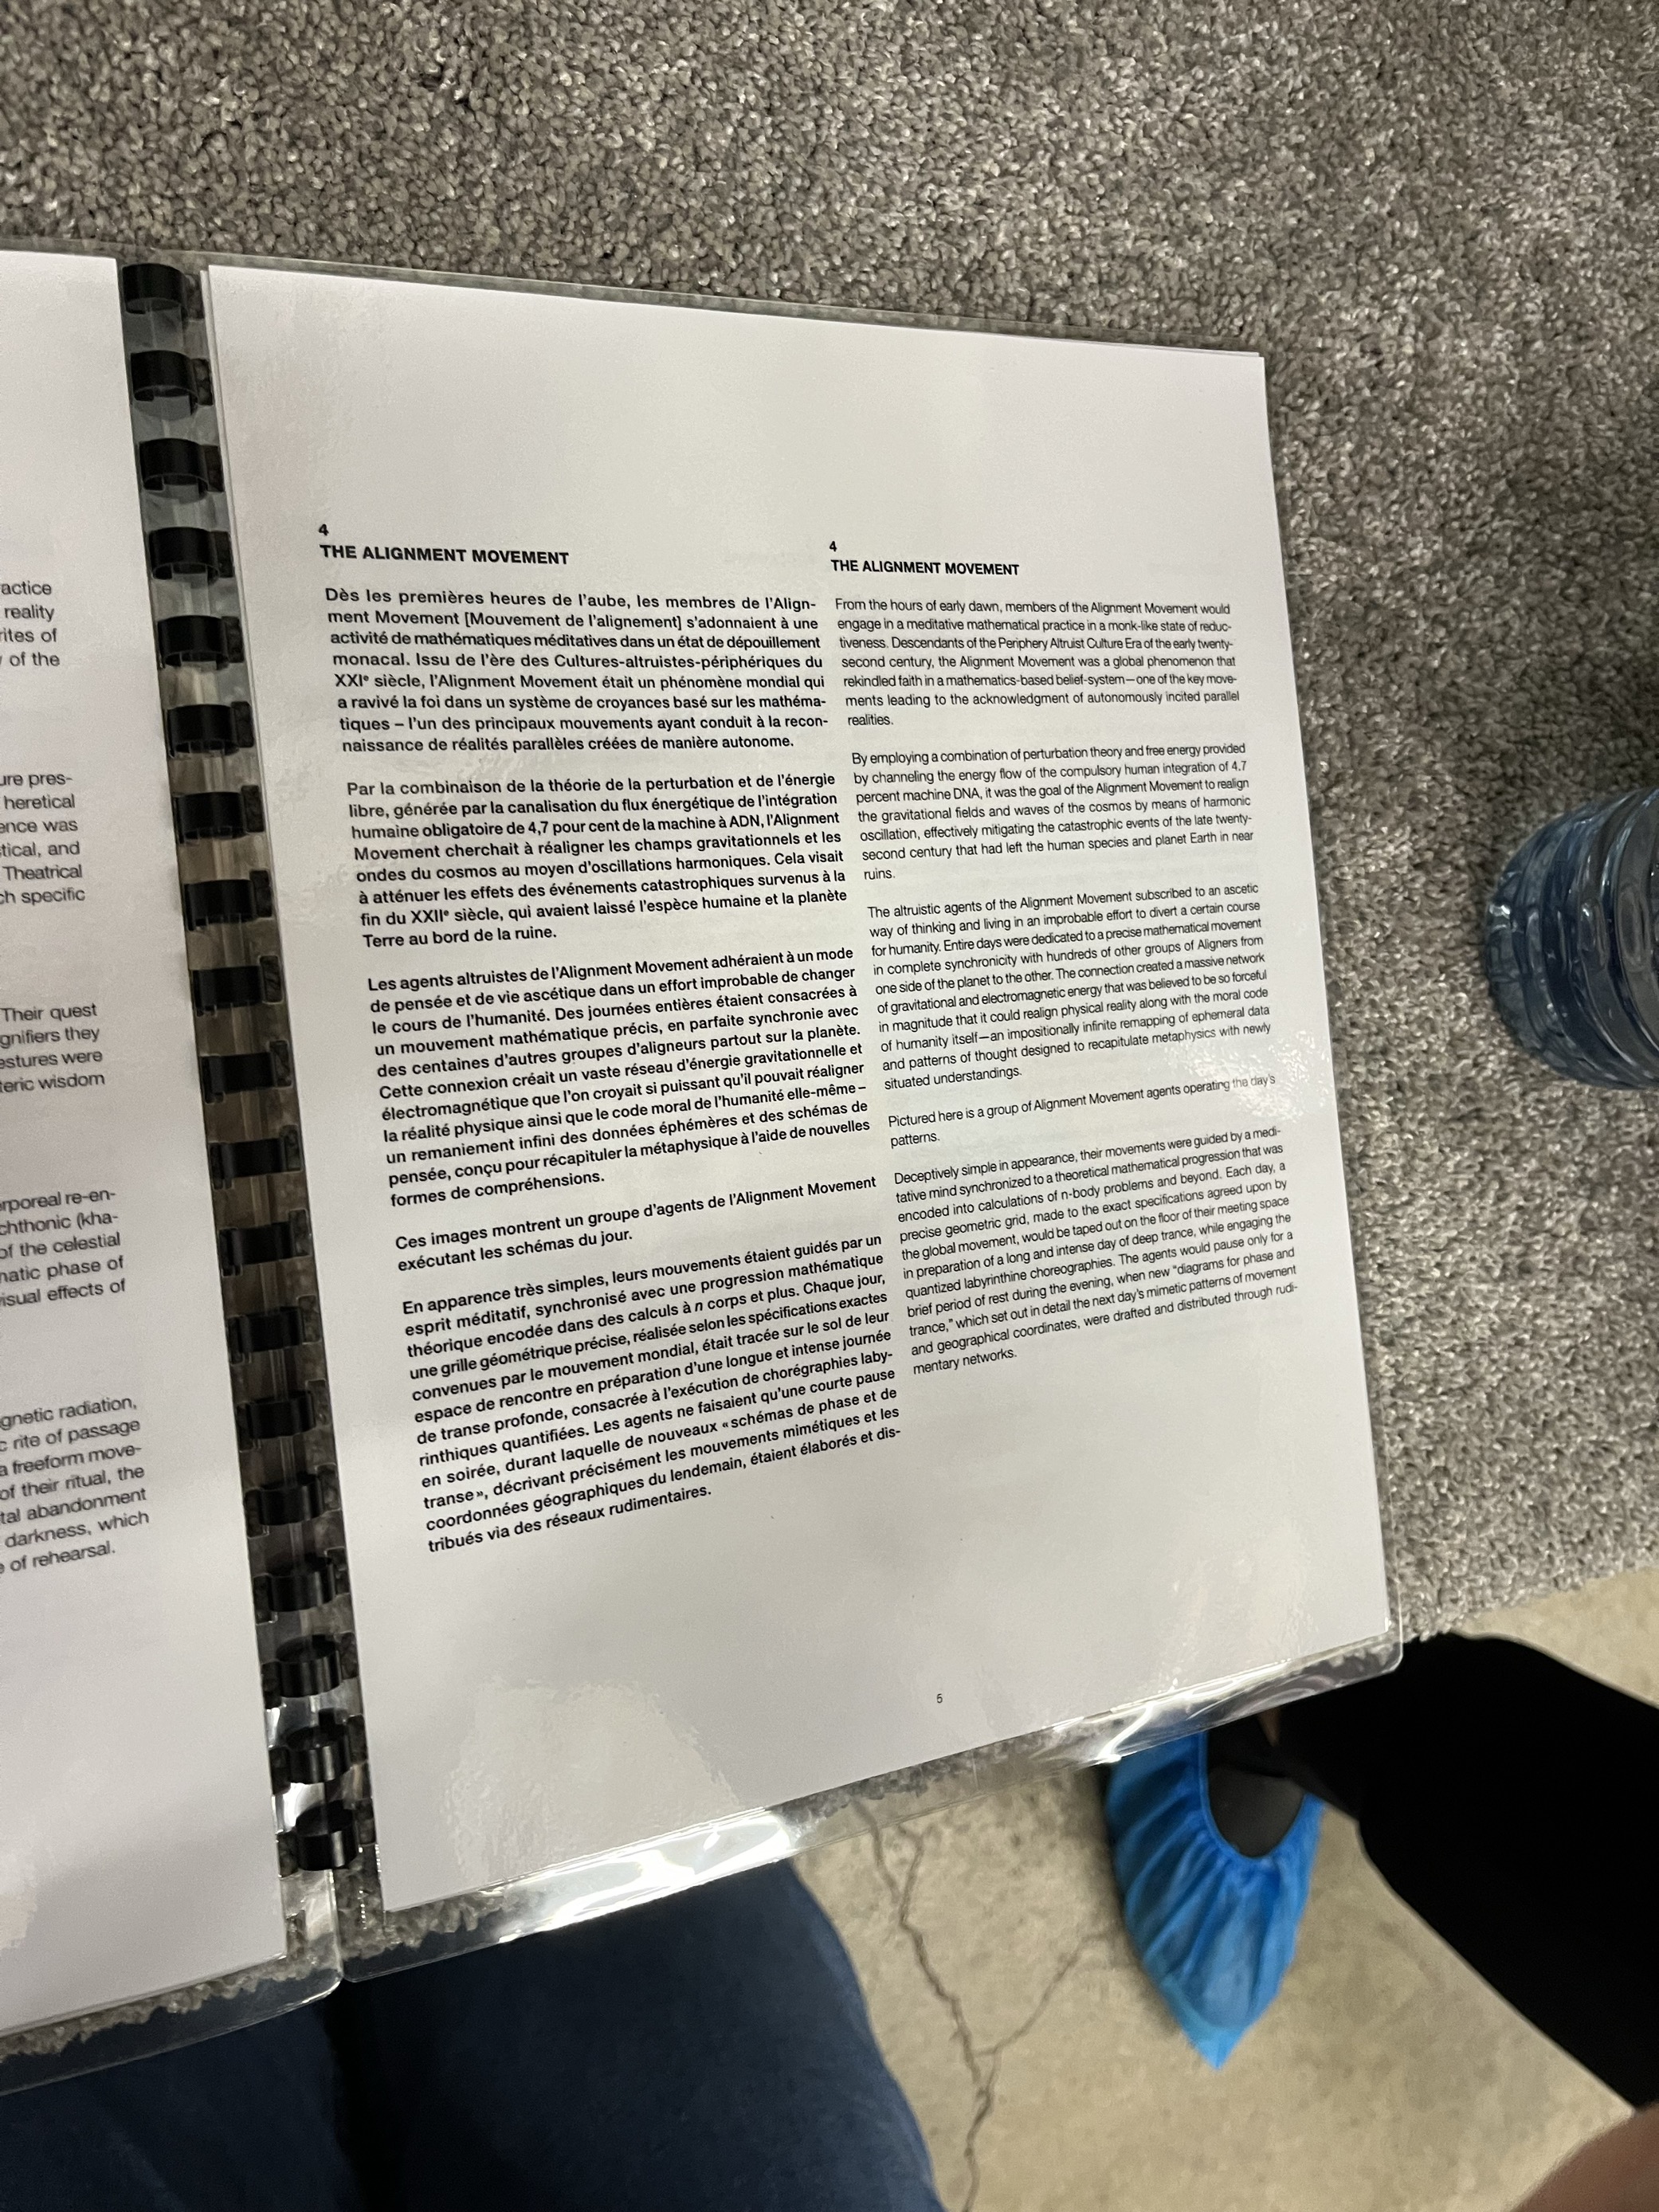 actice
reality
rites of
of the
ure pres-
heretical
ence was
stical, and
Theatrical
ch specific
Their quest
gnifiers they
estures were
teric wisdom
rporeal re-en-
chthonic (kha-
of the celestial
matic phase of
visual effects of
gnetic radiation,
c rite of passage
a freeform move-
of their ritual, the
tal abandonment
darkness, which
e of rehearsal.
4
THE ALIGNMENT MOVEMENT
Dès les premières heures de l'aube, les membres de l'Align-
ment Movement [Mouvement de l'alignement] s'adonnaient à une
activité de mathématiques méditatives dans un état de dépouillement
monacal. Issu de l'ère des Cultures-altruistes-périphériques du
XXIe siècle, l'Alignment Movement était un phénomène mondial qui
a ravivé la foi dans un système de croyances basé sur les mathéma-
tiques – l'un des principaux mouvements ayant conduit à la recon-
naissance de réalités parallèles créées de manière autonome.
Par la combinaison de la théorie de la perturbation et de l'énergie
libre, générée par la canalisation du flux énergétique de l'intégration
humaine obligatoire de 4,7 pour cent de la machine à ADN, l'Alignment
Movement cherchait à réaligner les champs gravitationnels et les
ondes du cosmos au moyen d'oscillations harmoniques. Cela visait
à atténuer les effets des événements catastrophiques survenus à la
fin du XXIIe siècle, qui avaient laissé l'espèce humaine et la planète
Terre au bord de la ruine.
Les agents altruistes de l'Alignment Movement adhéraient à un mode
de pensée et de vie ascétique dans un effort improbable de changer
le cours de l'humanité. Des journées entières étaient consacrées à
un mouvement mathématique précis, en parfaite synchronie avec
des centaines d'autres groupes d'aligneurs partout sur la planète.
Cette connexion créait un vaste réseau d'énergie gravitationnelle et
électromagnétique que l'on croyait si puissant qu'il pouvait réaligner
la réalité physique ainsi que le code moral de l'humanité elle-même –
un remaniement infini des données éphémères et des schémas de
pensée, conçu pour récapituler la métaphysique à l'aide de nouvelles
formes de compréhensions.
Ces images montrent un groupe d'agents de l'Alignment Movement
exécutant les schémas du jour.
En apparence très simples, leurs mouvements étaient guidés par un
esprit méditatif, synchronisé avec une progression mathématique
théorique encodée dans des calculs à n corps et plus. Chaque jour,
une grille géométrique précise, réalisée selon les spécifications exactes
convenues par le mouvement mondial, était tracée sur le sol de leur
espace de rencontre en préparation d'une longue et intense journée
de transe profonde, consacrée à l'exécution de chorégraphies laby-
rinthiques quantifiées. Les agents ne faisaient qu'une courte pause
en soirée, durant laquelle de nouveaux « schémas de phase et de
transe », décrivant précisément les mouvements mimétiques et les
coordonnées géographiques du lendemain, étaient élaborés et dis-
tribués via des réseaux rudimentaires.
4
THE ALIGNMENT MOVEMENT
From the hours of early dawn, members of the Alignment Movement would
engage in a meditative mathematical practice in a monk-like state of reduc-
tiveness. Descendants of the Periphery Altruist Culture Era of the early twenty-
second century, the Alignment Movement was a global phenomenon that
rekindled faith in a mathematics-based belief-system—one of the key move-
ments leading to the acknowledgment of autonomously incited parallel
realities.
By employing a combination of perturbation theory and free energy provided
by channeling the energy flow of the compulsory human integration of 4.7
percent machine DNA, it was the goal of the Alignment Movement to realign
the gravitational fields and waves of the cosmos by means of harmonic
oscillation, effectively mitigating the catastrophic events of the late twenty-
second century that had left the human species and planet Earth in near
ruins.
The altruistic agents of the Alignment Movement subscribed to an ascetic
way of thinking and living in an improbable effort to divert a certain course
for humanity. Entire days were dedicated to a precise mathematical movement
in complete synchronicity with hundreds of other groups of Aligners from
one side of the planet to the other. The connection created a massive network
of gravitational and electromagnetic energy that was believed to be so forceful
in magnitude that it could realign physical reality along with the moral code
of humanity itself—an impositionally infinite remapping of ephemeral data
and patterns of thought designed to recapitulate metaphysics with newly
situated understandings.
Pictured here is a group of Alignment Movement agents operating the day's
patterns.
Deceptively simple in appearance, their movements were guided by a medi-
tative mind synchronized to a theoretical mathematical progression that was
encoded into calculations of n-body problems and beyond. Each day, a
precise geometric grid, made to the exact specifications agreed upon by
the global movement, would be taped out on the floor of their meeting space
in preparation of a long and intense day of deep trance, while engaging the
quantized labyrinthine choreographies. The agents would pause only for a
brief period of rest during the evening, when new "diagrams for phase and
trance," which set out in detail the next day's mimetic patterns of movement
and geographical coordinates, were drafted and distributed through rudi-
mentary networks.
5